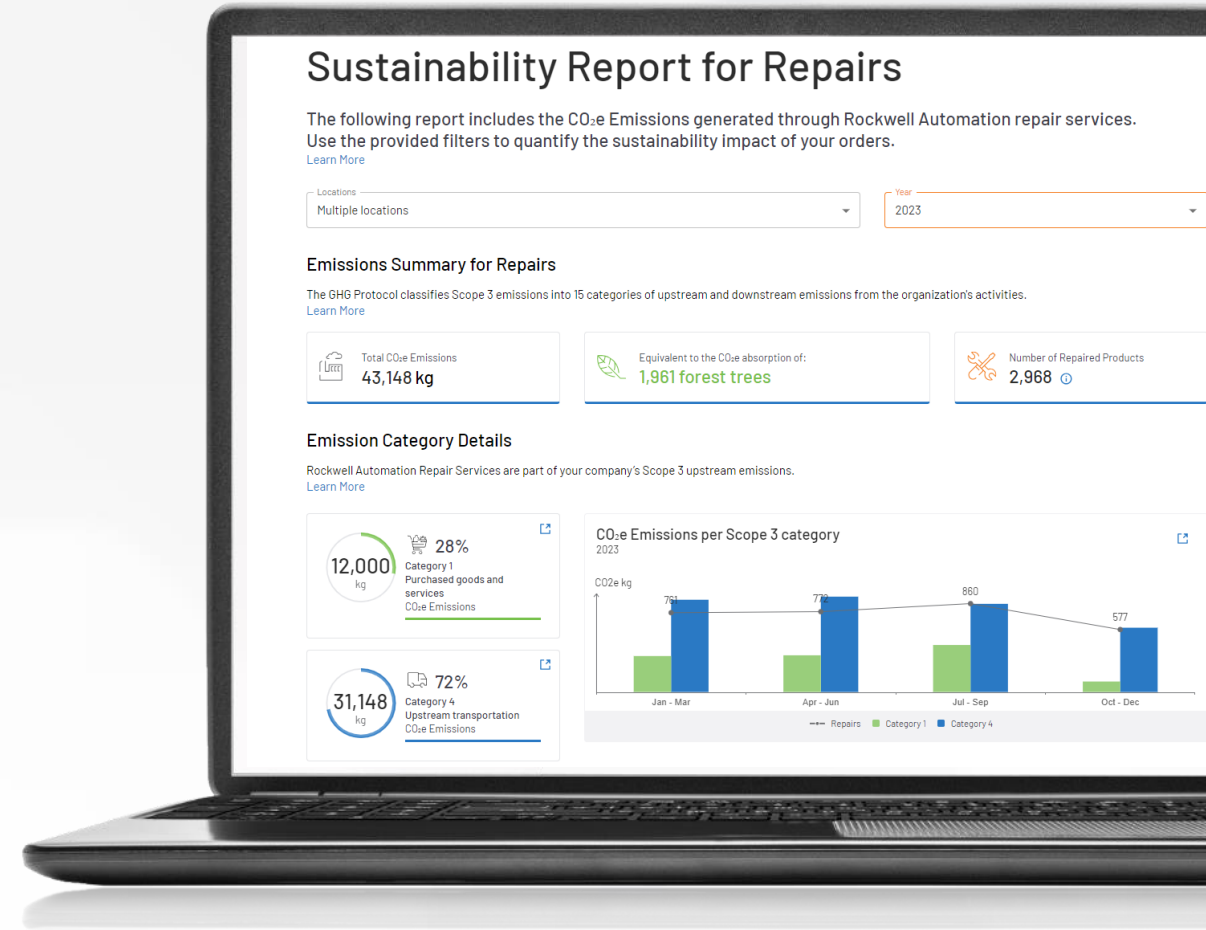 Sustainability Report for Repairs
The following report includes the CO₂e Emissions generated through Rockwell Automation repair services.
Use the provided filters to quantify the sustainability impact of your orders.
Learn More
Locations
Multiple locations
Year
2023
Emissions Summary for Repairs
The GHG Protocol classifies Scope 3 emissions into 15 categories of upstream and downstream emissions from the organization's activities.
Learn More
Total CO₂e Emissions
43,148 kg
Equivalent to the CO₂e absorption of:
1,961 forest trees
Number of Repaired Products
2,968
Emission Category Details
Rockwell Automation Repair Services are part of your company's Scope 3 upstream emissions.
Learn More
12,000
kg
28%
Category 1
Purchased goods and
services
CO₂e Emissions
31,148
kg
72%
Category 4
Upstream transportation
CO₂e Emissions
CO₂e Emissions per Scope 3 category
2023
CO2e kg
761
772
860
577
Jan - Mar
Apr - Jun
Jul - Sep
Oct - Dec
Repairs
Category 1
Category 4